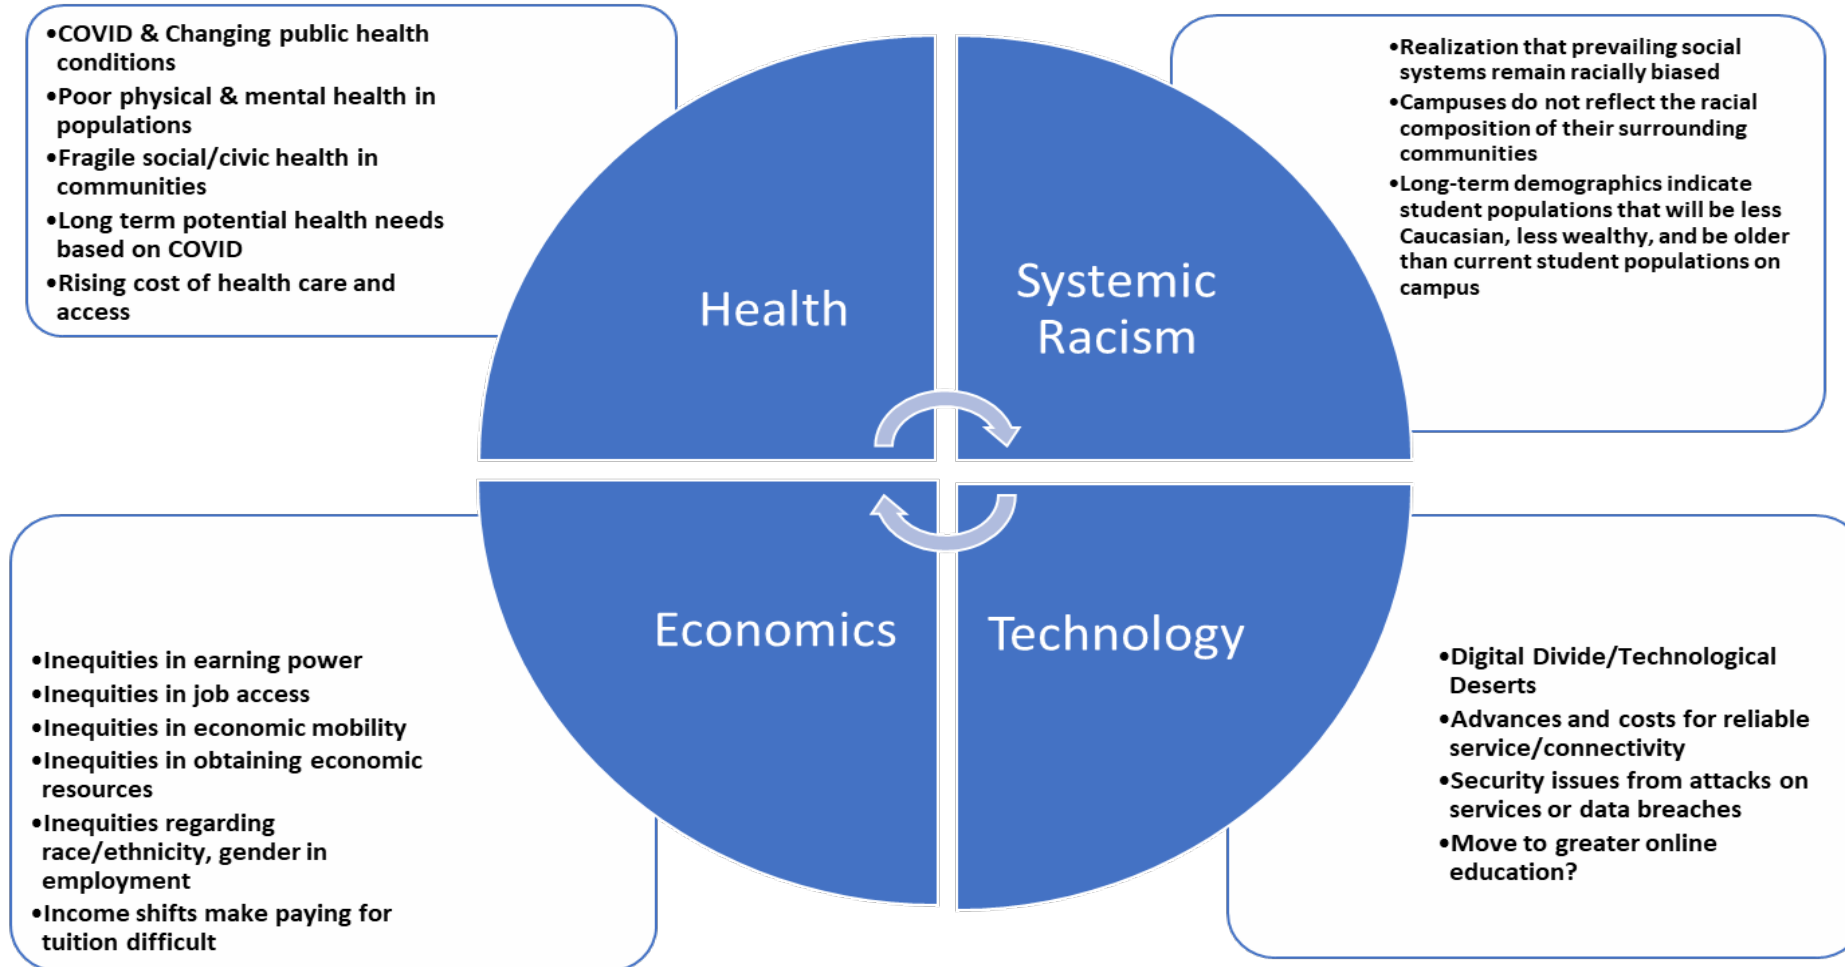 •COVID & Changing public health
conditions
•Poor physical & mental health in
populations
•Fragile social/civic health in
communities
•Long term potential health needs
based on COVID
•Rising cost of health care and
access
Health
Systemic
Racism
•Realization that prevailing social
systems remain racially biased
•Campuses do not reflect the racial
composition of their surrounding
communities
•Long-term demographics indicate
student populations that will be less
Caucasian, less wealthy, and be older
than current student populations on
campus
•Inequities in earning power
•Inequities in job access
•Inequities in economic mobility
•Inequities in obtaining economic
resources
•Inequities regarding
race/ethnicity, gender in
employment
•Income shifts make paying for
tuition difficult
Economics
Technology
•Digital Divide/Technological
Deserts
•Advances and costs for reliable
service/connectivity
•Security issues from attacks on
services or data breaches
•Move to greater online
education?